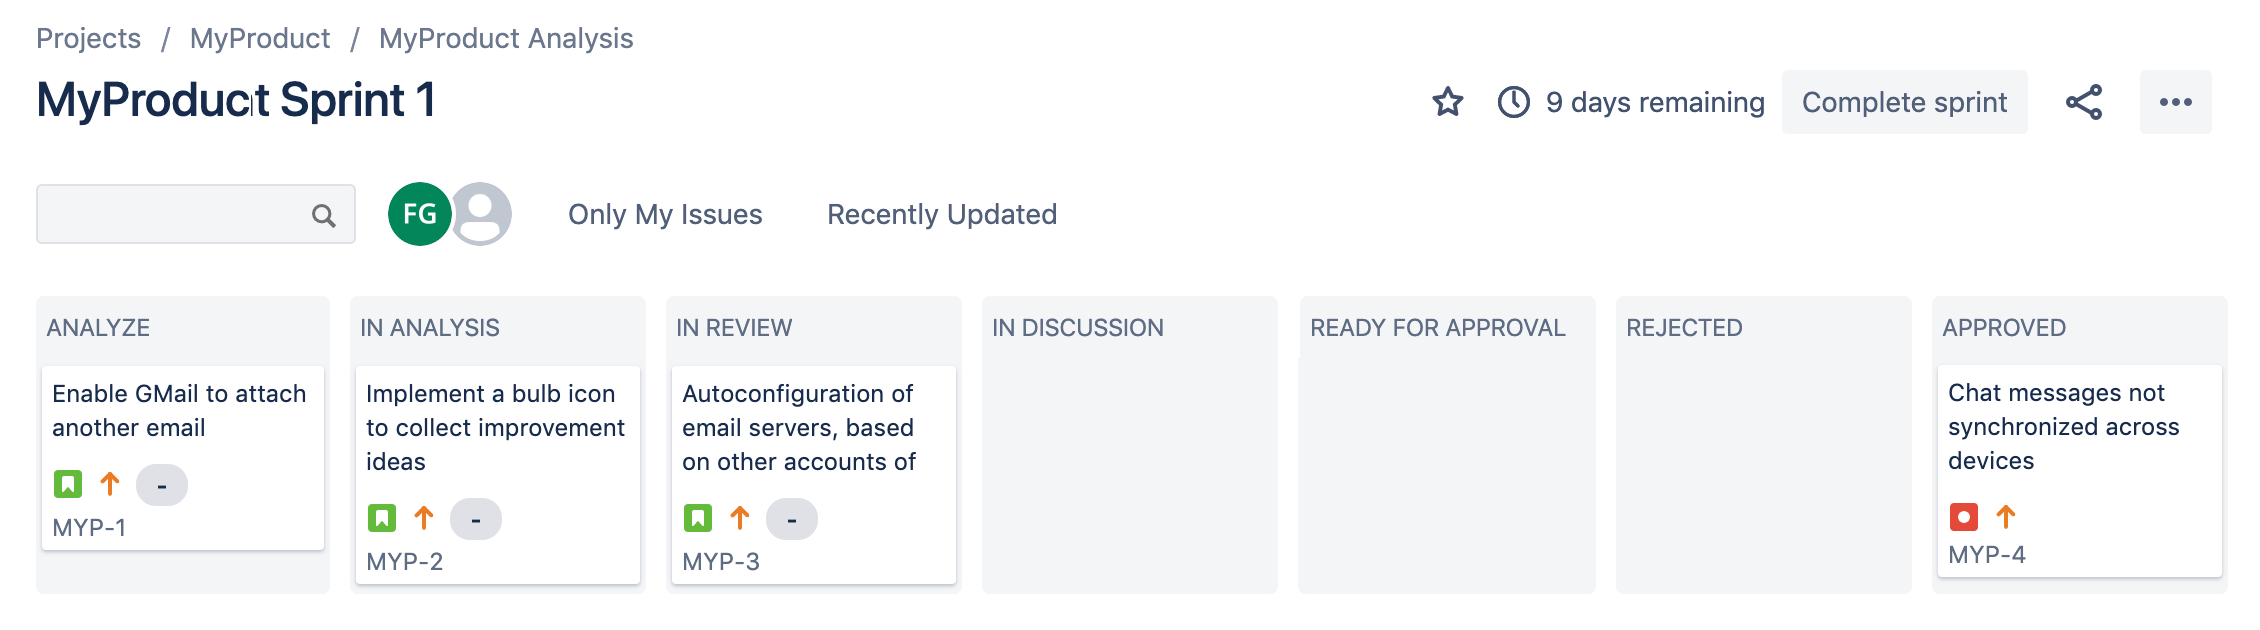 Projects / MyProduct / MyProduct Analysis
MyProduct Sprint 1
9 days remaining
Complete sprint
FG
Only My Issues
Recently Updated
ANALYZE
Enable GMail to attach
another email
-
MYP-1
IN ANALYSIS
Implement a bulb icon
to collect improvement
ideas
-
MYP-2
IN REVIEW
Autoconfiguration of
email servers, based
on other accounts of
-
MYP-3
IN DISCUSSION
READY FOR APPROVAL
REJECTED
APPROVED
Chat messages not
synchronized across
devices
MYP-4